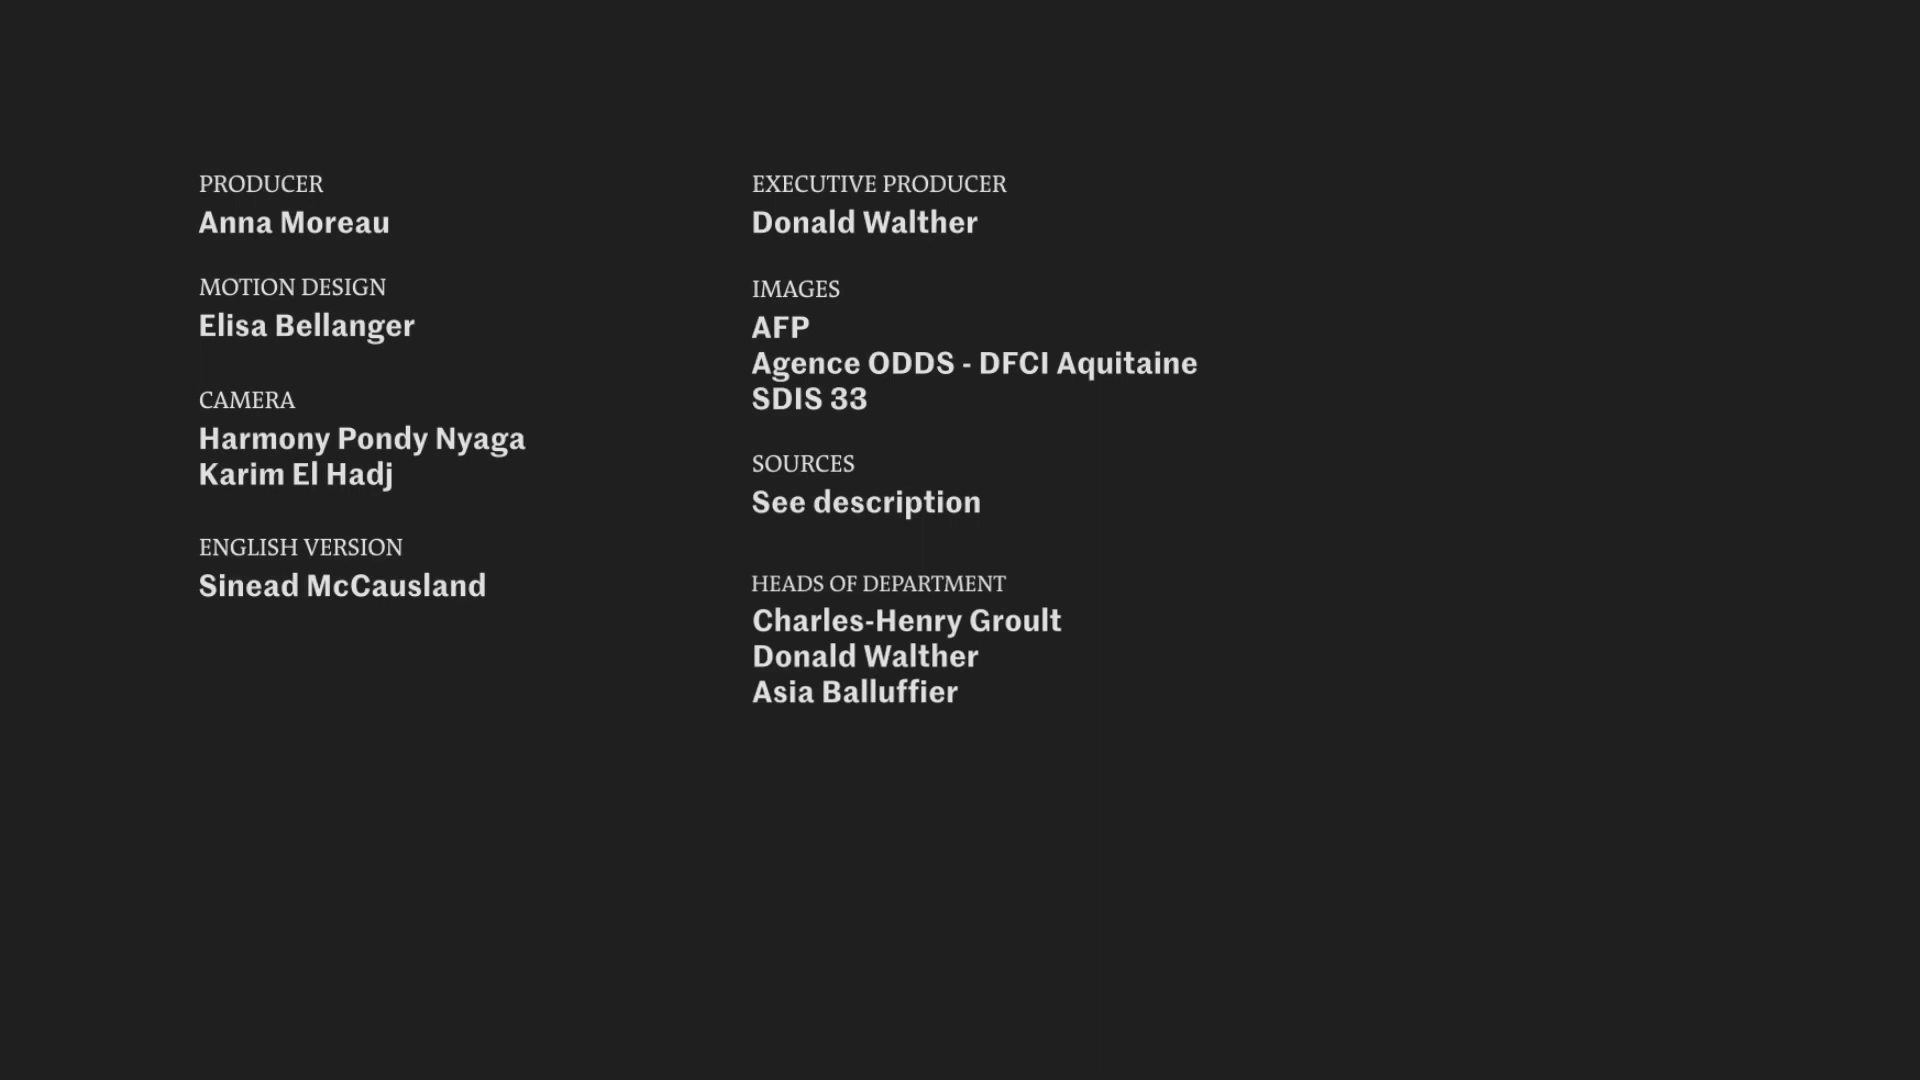 PRODUCER
Anna Moreau
MOTION DESIGN
Elisa Bellanger
CAMERA
Harmony Pondy Nyaga
Karim El Hadj
ENGLISH VERSION
Sinead McCausland
EXECUTIVE PRODUCER
Donald Walther
IMAGES
AFP
Agence ODDS - DFCI Aquitaine
SDIS 33
SOURCES
See description
HEADS OF DEPARTMENT
Charles-Henry Groult
Donald Walther
Asia Balluffier